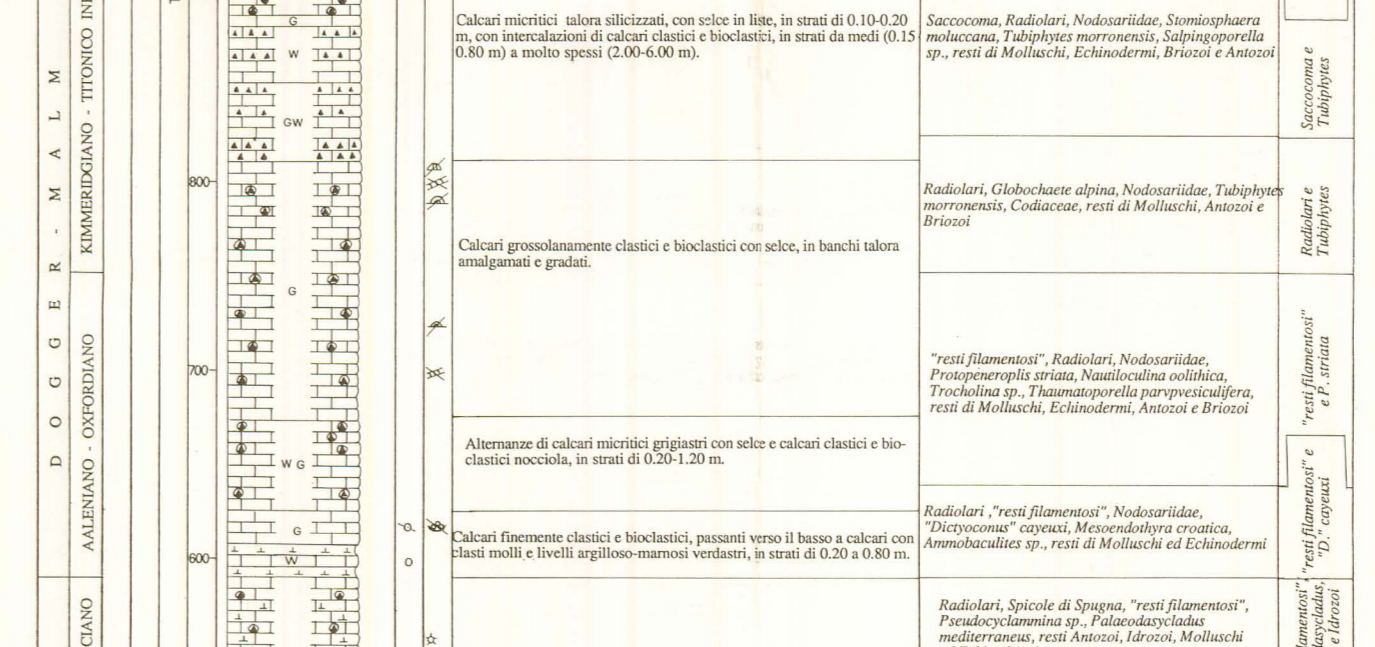 DOGGER - MALM
KIMMERIDGIANO - TITONICO
AALENIANO - OXFORDIANO
CIANO
800
700
600
G
W
GW
G
W G
G
W
Calcari micritici talora silicizzati, con selce in liste, in strati di 0.10-0.20
m, con intercalazioni di calcari clastici e bioclastici, in strati da medi (0.15
0.80 m) a molto spessi (2.00-6.00 m).
Calcari grossolanamente clastici e bioclastici con selce, in banchi talora
amalgamati e gradati.
Alternanze di calcari micritici grigiastri con selce e calcari clastici e bio-
clastici nocciola, in strati di 0.20-1.20 m.
Calcari finemente clastici e bioclastici, passanti verso il basso a calcari con
clasti molli e livelli argilloso-marnosi verdastri, in strati di 0.20 a 0.80 m.
Saccocoma, Radiolari, Nodosariidae, Stomiosphaera
moluccana, Tubiphytes morronensis, Salpingoporella
sp., resti di Molluschi, Echinodermi, Briozoi e Antozoi
Radiolari, Globochaete alpina, Nodosariidae, Tubiphytes
morronensis, Codiaceae, resti di Molluschi, Antozoi e
Briozoi
"resti filamentosi", Radiolari, Nodosariidae,
Protopeneroplis striata, Nautiloculina oolithica,
Trocholina sp., Thaumatoporella parvpvesiculifera,
resti di Molluschi, Echinodermi, Antozoi e Briozoi
Radiolari ,"resti filamentosi", Nodosariidae,
"Dictyoconus" cayeuxi, Mesoendothyra croatica,
Ammobaculites sp., resti di Molluschi ed Echinodermi
Radiolari, Spicole di Spugna, "resti filamentosi",
Pseudocyclammina sp., Palaeodasycladus
mediterraneus, resti Antozoi, Idrozoi, Molluschi
Saccocoma e
Tubiphytes
Radiolari e
Tubiphytes
"resti filamentosi"
e P. striata
"resti filamentosi" e
"D." cayeuxi
lamentosi"
dasycladus,
e Idrozoi